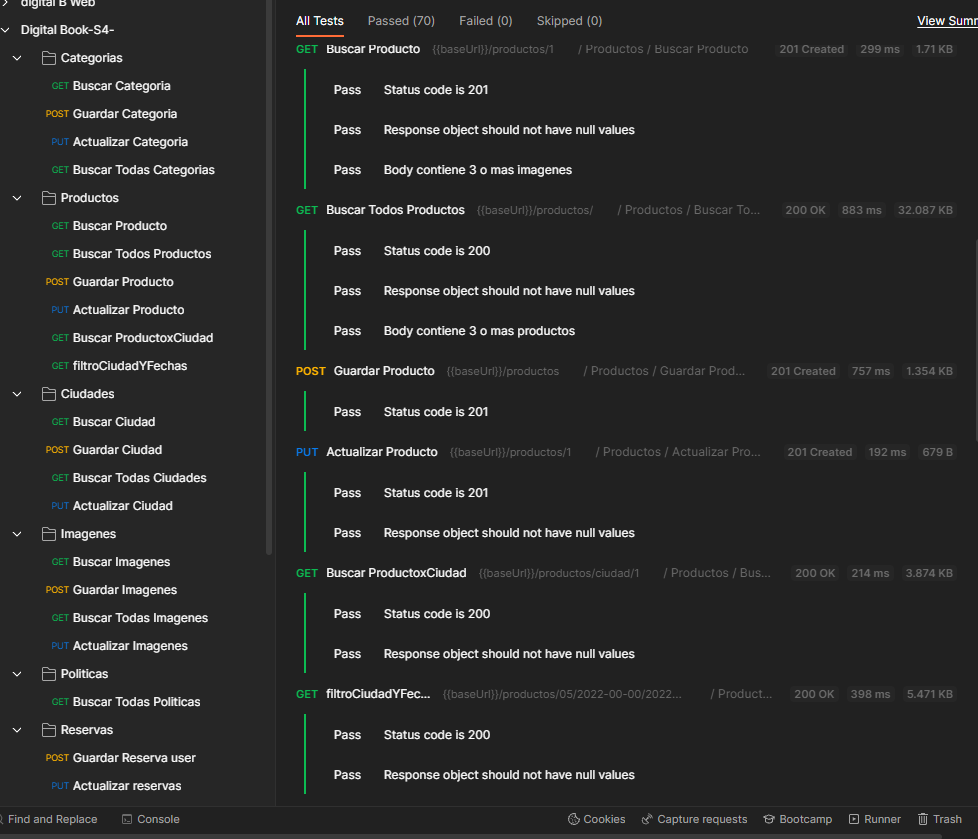 digital B Web
Digital Book-S4-
Categorias
GET Buscar Categoria
POST Guardar Categoria
PUT Actualizar Categoria
GET Buscar Todas Categorias
Productos
GET Buscar Producto
GET Buscar Todos Productos
POST Guardar Producto
PUT Actualizar Producto
GET Buscar ProductoxCiudad
GET filtroCiudadYFechas
Ciudades
GET Buscar Ciudad
POST Guardar Ciudad
GET Buscar Todas Ciudades
PUT Actualizar Ciudad
Imagenes
GET Buscar Imagenes
POST Guardar Imagenes
GET Buscar Todas Imagenes
PUT Actualizar Imagenes
Politicas
GET Buscar Todas Politicas
Reservas
POST Guardar Reserva user
PUT Actualizar reservas
All Tests Passed (70) Failed (0) Skipped (0) View Sum
GET Buscar Producto {{baseUrl}}/productos/1 / Productos / Buscar Producto 201 Created 299 ms 1.71 KB
Pass Status code is 201
Pass Response object should not have null values
Pass Body contiene 3 o mas imagenes
GET Buscar Todos Productos {{baseUrl}}/productos/ / Productos / Buscar To... 200 OK 883 ms 32.087 KB
Pass Status code is 200
Pass Response object should not have null values
Pass Body contiene 3 o mas productos
POST Guardar Producto {{baseUrl}}/productos / Productos / Guardar Prod... 201 Created 757 ms 1.354 KB
Pass Status code is 201
PUT Actualizar Producto {{baseUrl}}/productos/1 / Productos / Actualizar Pro... 201 Created 192 ms 679 B
Pass Status code is 201
Pass Response object should not have null values
GET Buscar ProductoxCiudad {{baseUrl}}/productos/ciudad/1 / Productos / Bus... 200 OK 214 ms 3.874 KB
Pass Status code is 200
Pass Response object should not have null values
GET filtroCiudadYFec... {{baseUrl}}/productos/05/2022-00-00/2022... / Product... 200 OK 398 ms 5.471 KB
Pass Status code is 200
Pass Response object should not have null values
Find and Replace Console Cookies Capture requests Bootcamp Runner Trash